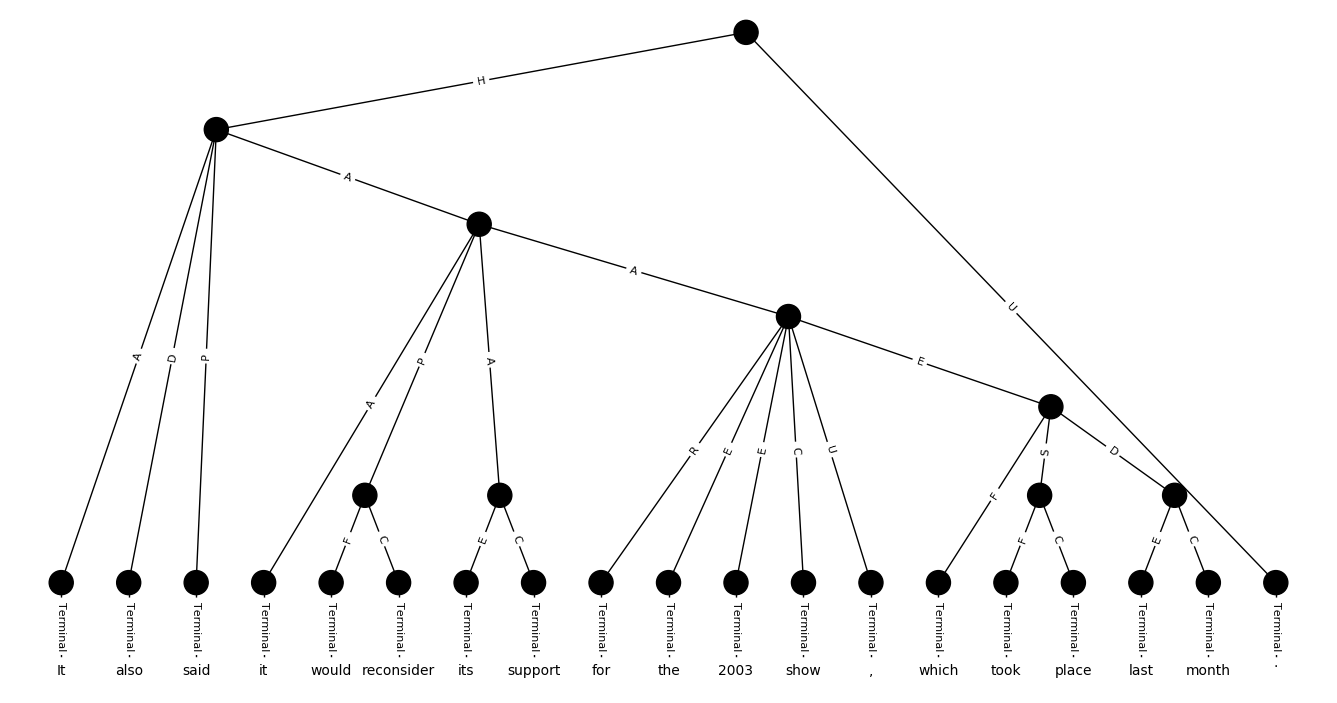 H
A
A
U
A
D
P
A
P
A
E
R
E
E
C
U
F
S
D
F
C
E
C
F
C
E
C
Terminal Terminal Terminal Terminal Terminal Terminal Terminal Terminal Terminal Terminal Terminal Terminal Terminal Terminal Terminal Terminal Terminal Terminal Terminal
It also said it would reconsider its support for the 2003 show , which took place last month .